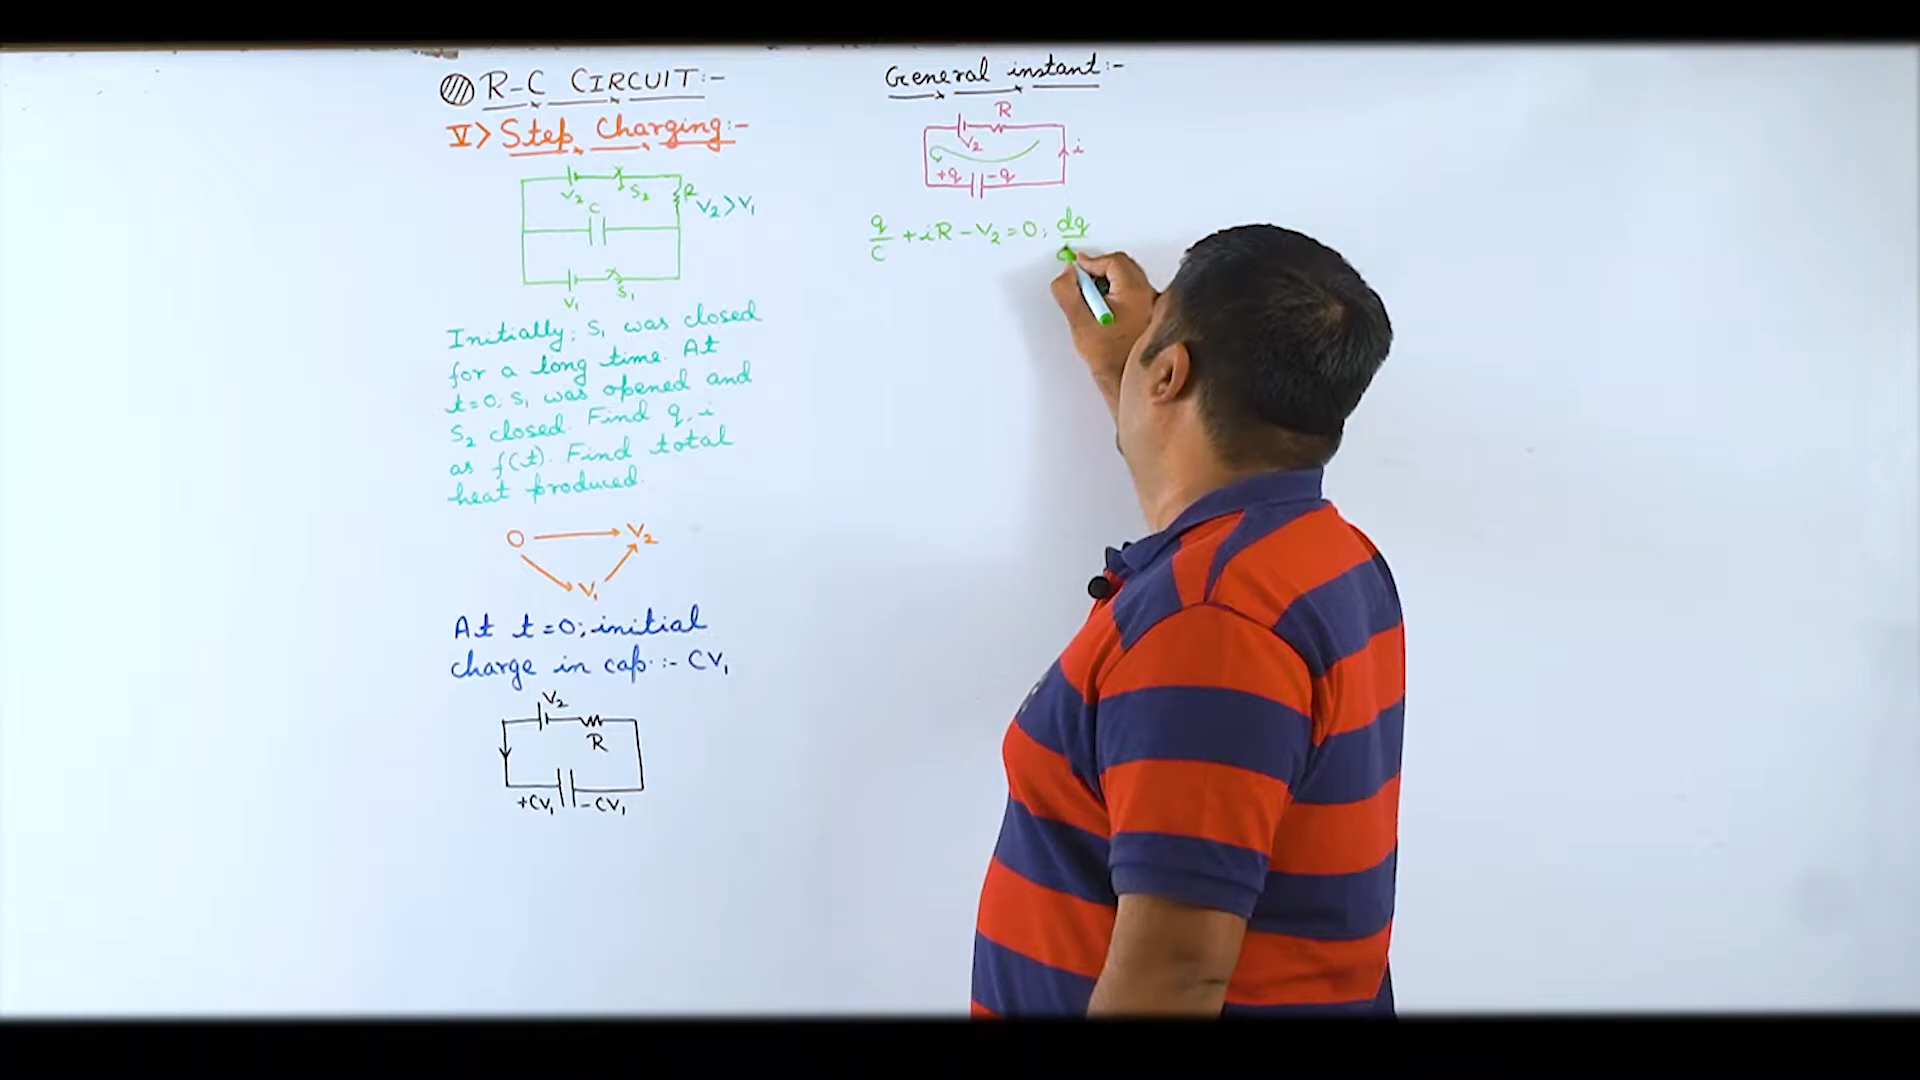 R-C CIRCUIT:-
V> Step Charging:-
V₂ S₂
R
V₂>V₁
C
V₁ S₁
Initially; S₁ was closed
for a long time. At
t=0, S₁ was opened and
S₂ closed. Find q, i
as f(t). Find total
heat produced.
O → V₂
V₁
At t=0; initial
charge in cap.:- CV₁
V₂
R
+CV₁ -CV₁
General instant:-
R
V₂
i
+q -q
q/C + iR - V₂ = 0; dq/d